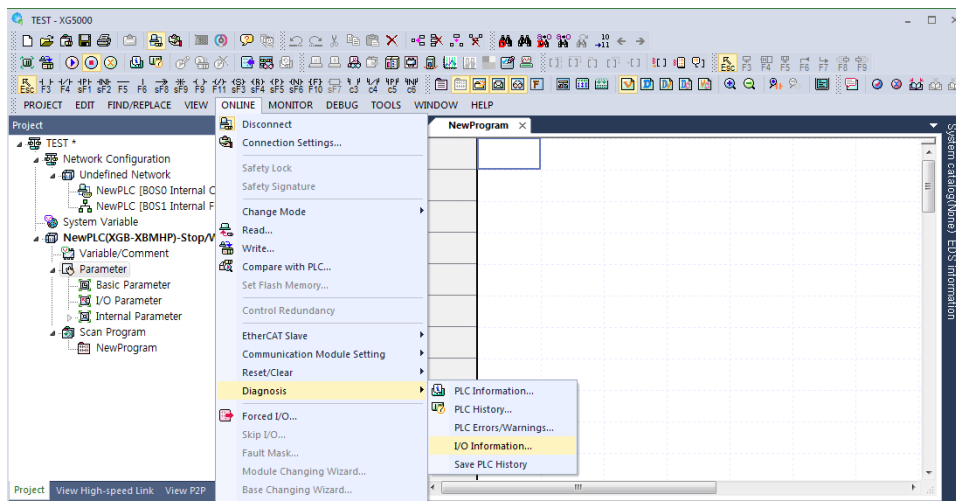 TEST - XG5000
PROJECT EDIT FIND/REPLACE VIEW ONLINE MONITOR DEBUG TOOLS WINDOW HELP
Project
TEST *
Network Configuration
Undefined Network
NewPLC [B0S0 Internal C
NewPLC [B0S1 Internal F
System Variable
NewPLC(XGB-XBMHP)-Stop/W
Variable/Comment
Parameter
Basic Parameter
I/O Parameter
Internal Parameter
Scan Program
NewProgram
Project View High-speed Link View P2P
Disconnect
Connection Settings...
Safety Lock
Safety Signature
Change Mode
Read...
Write...
Compare with PLC...
Set Flash Memory...
Control Redundancy
EtherCAT Slave
Communication Module Setting
Reset/Clear
Diagnosis
Forced I/O...
Skip I/O...
Fault Mask...
Module Changing Wizard...
Base Changing Wizard...
PLC Information...
PLC History...
PLC Errors/Warnings...
I/O Information...
Save PLC History
NewProgram
System catalog(None)
EDS information